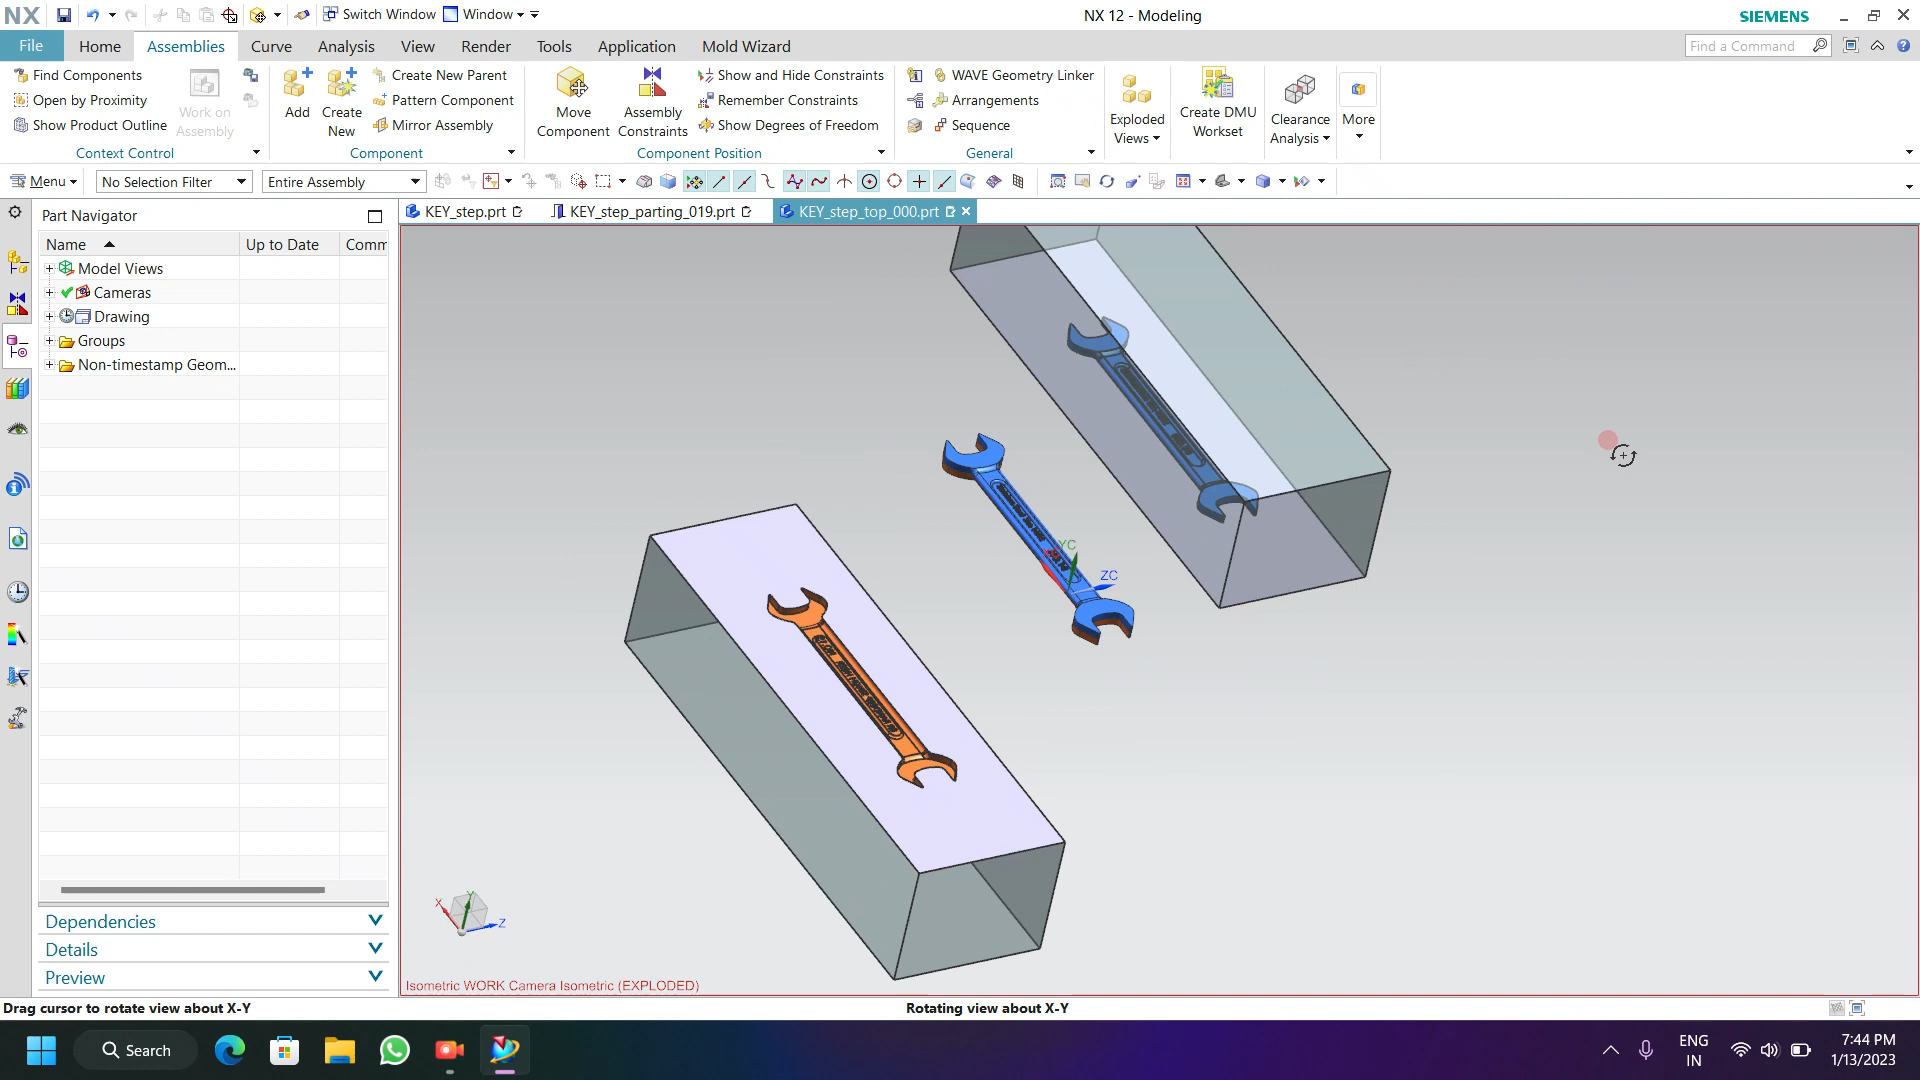 NX
Switch Window
Window
NX 12 - Modeling
SIEMENS
File
Home
Assemblies
Curve
Analysis
View
Render
Tools
Application
Mold Wizard
Find a Command
Find Components
Open by Proximity
Show Product Outline
Work on
Assembly
Context Control
Add
Create
New
Create New Parent
Pattern Component
Mirror Assembly
Component
Move
Component
Assembly
Constraints
Show and Hide Constraints
Remember Constraints
Show Degrees of Freedom
Component Position
WAVE Geometry Linker
Arrangements
Sequence
General
Exploded
Views
Create DMU
Workset
Clearance
Analysis
More
Menu
No Selection Filter
Entire Assembly
Part Navigator
KEY_step.prt
KEY_step_parting_019.prt
KEY_step_top_000.prt
Name
Up to Date
Comm
Model Views
Cameras
Drawing
Groups
Non-timestamp Geom...
YC
ZC
X
Y
Z
Dependencies
Details
Preview
Isometric WORK Camera Isometric (EXPLODED)
Drag cursor to rotate view about X-Y
Rotating view about X-Y
Search
ENG
IN
7:44 PM
1/13/2023